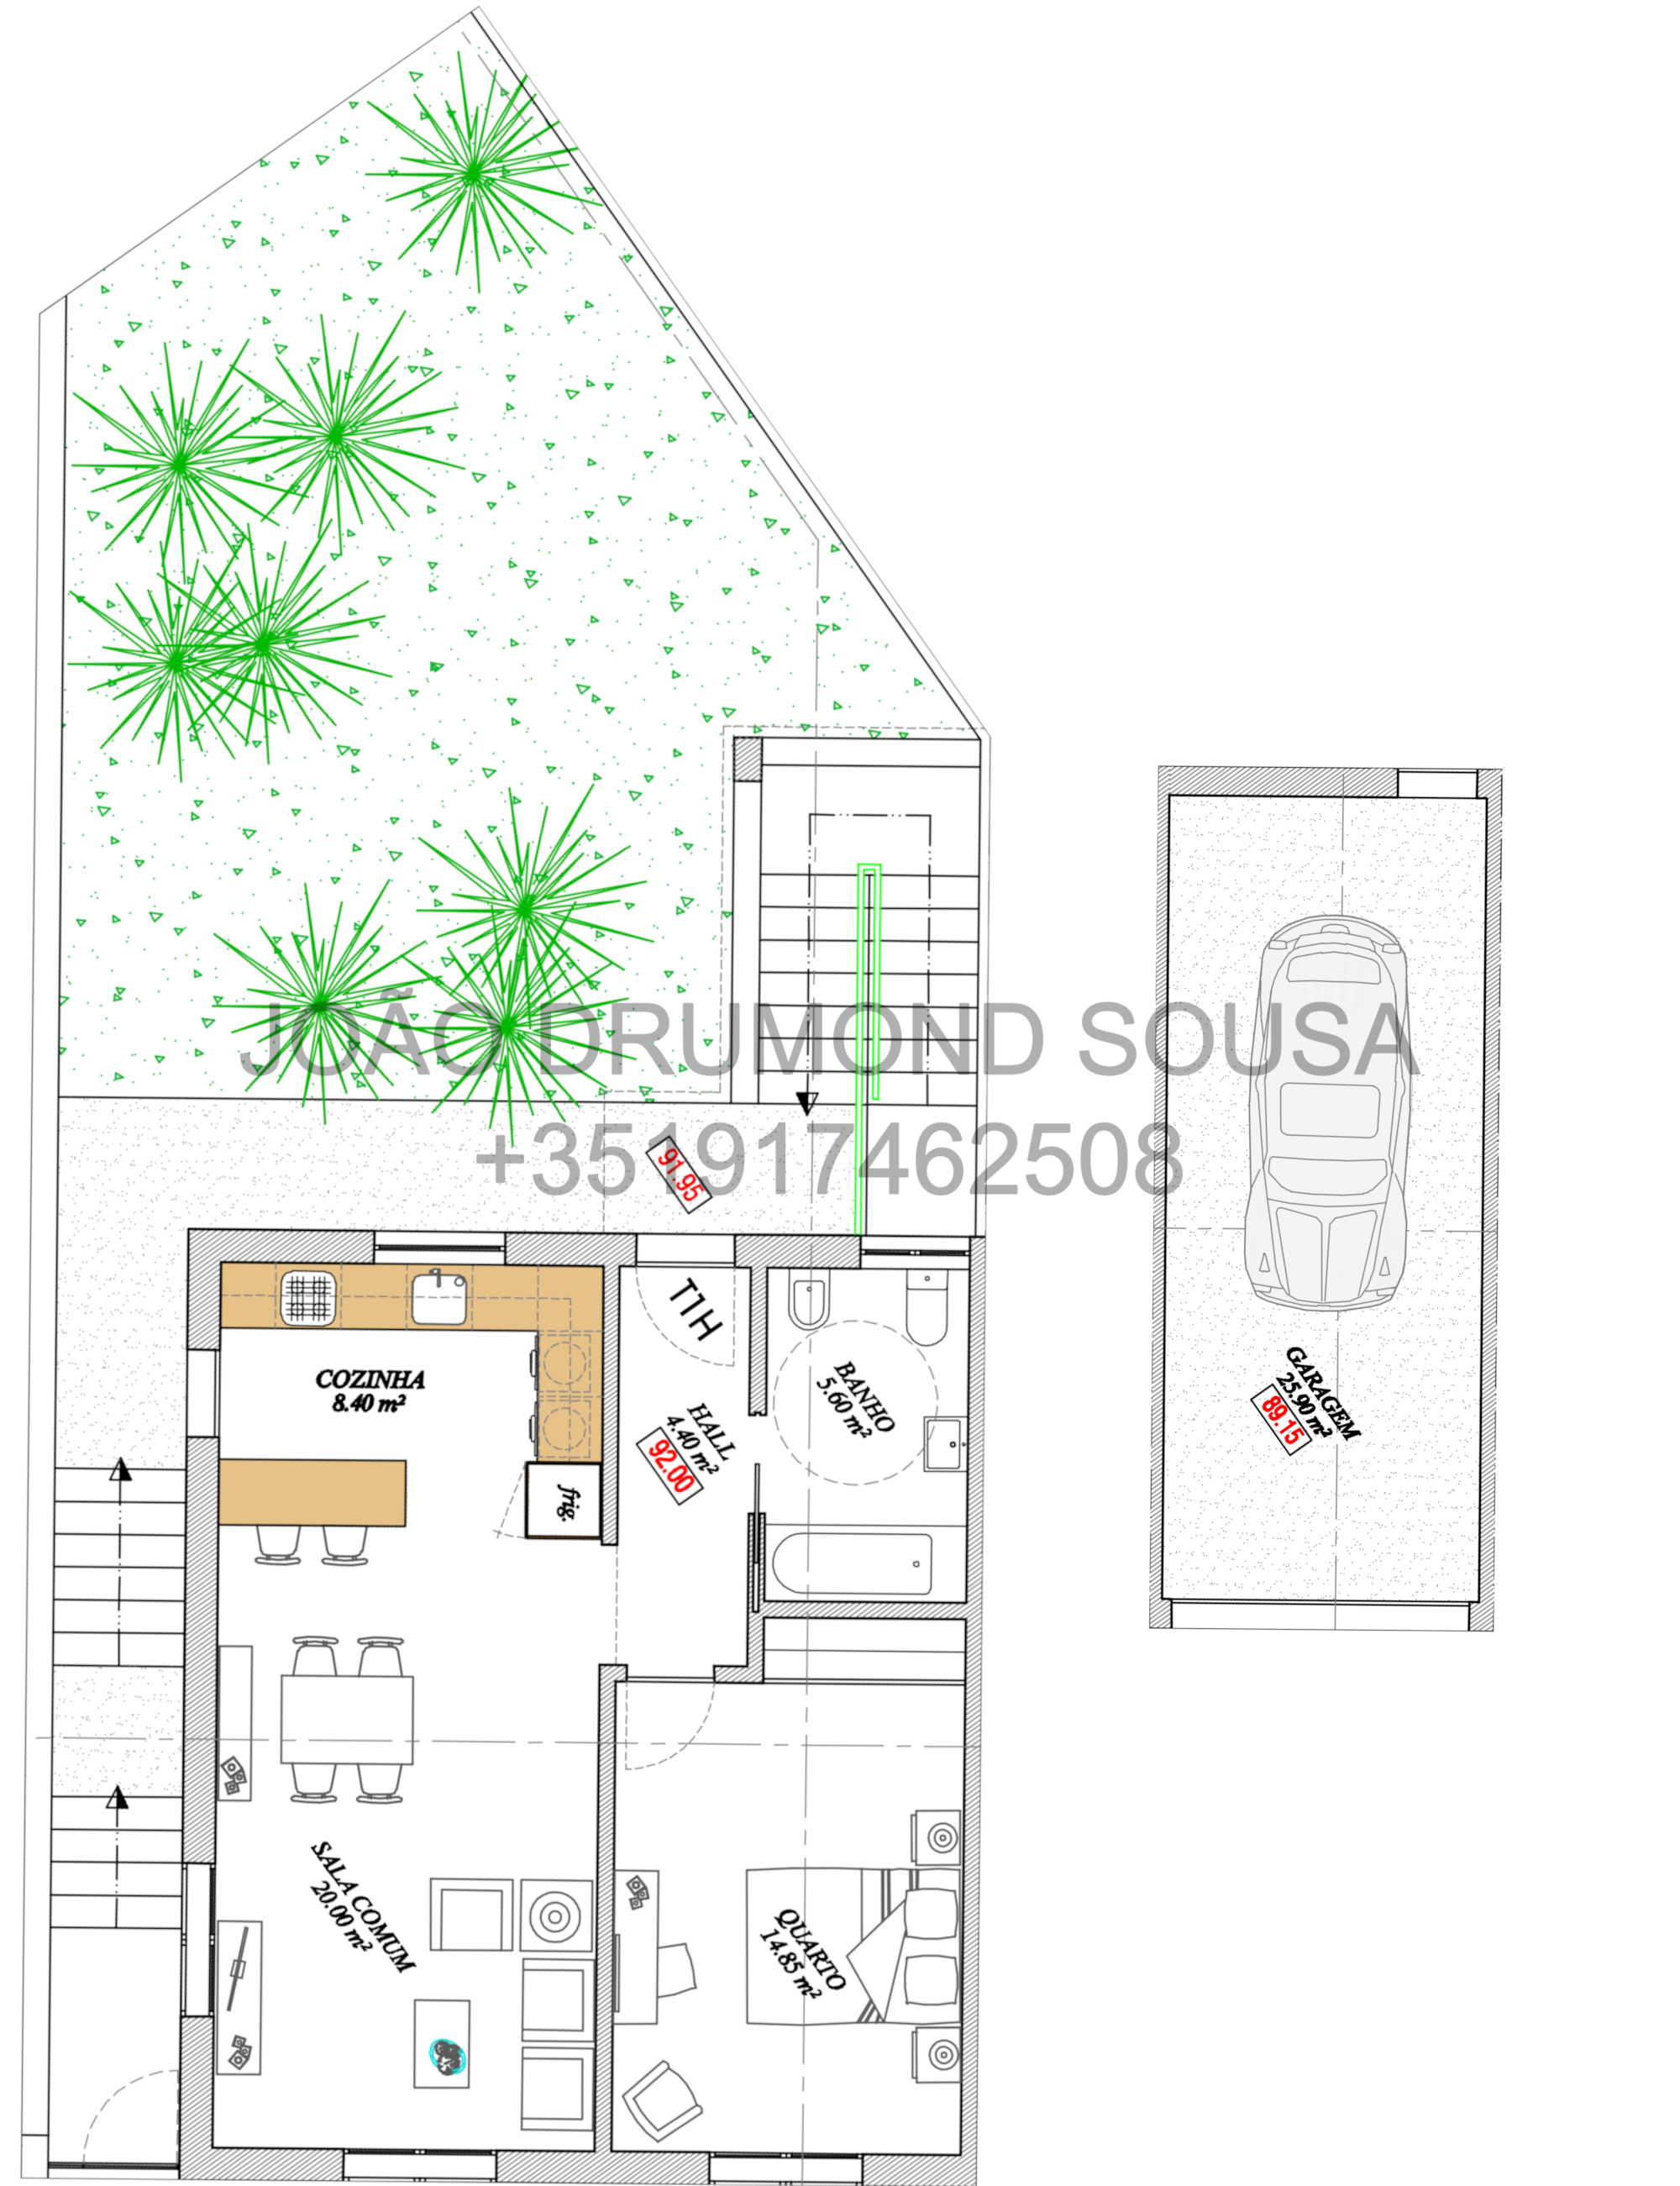 JOÃO DRUMOND SOUSA
+351917462508
91.95
T1H
COZINHA
8.40 m²
BANHO
5.60 m²
HALL
4.40 m²
92.00
frig.
GARAGEM
25.90 m²
89.15
SALA COMUM
20.00 m²
QUARTO
14.85 m²